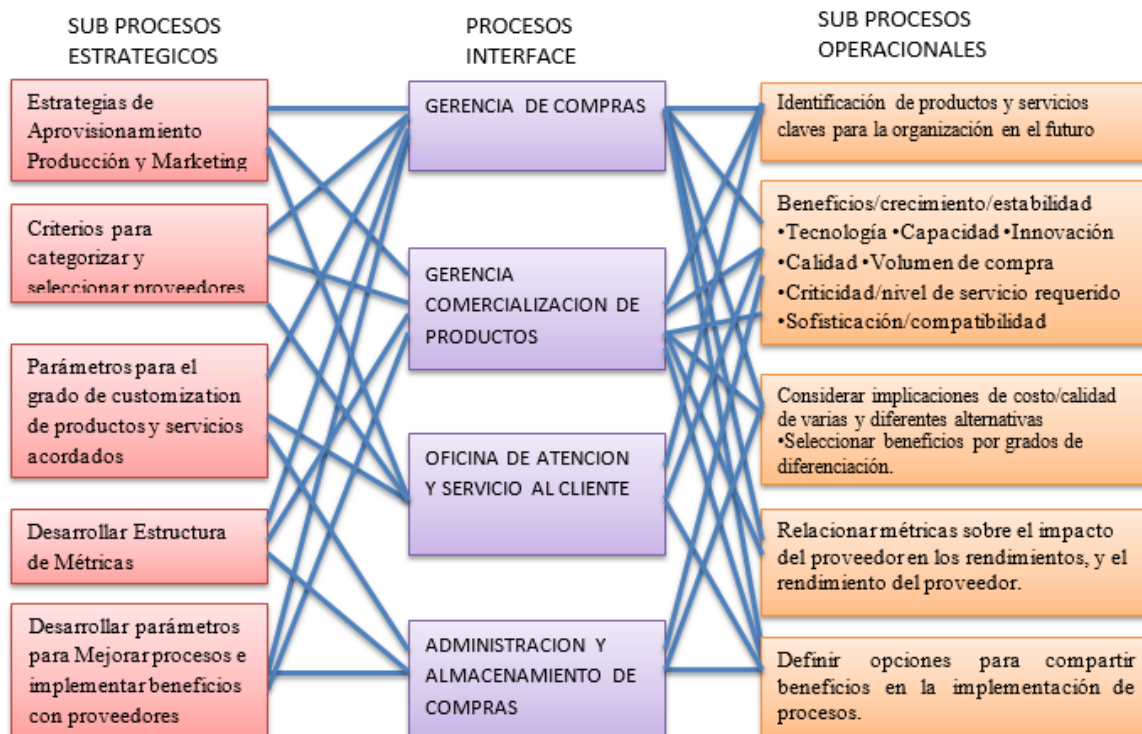 SUB PROCESOS
ESTRATEGICOS
PROCESOS
INTERFACE
SUB PROCESOS
OPERACIONALES
Estrategias de
Aprovisionamiento
Producción y Marketing
Criterios para
categorizar y
seleccionar proveedores
Parámetros para el
grado de customization
de productos y servicios
acordados
Desarrollar Estructura
de Métricas
Desarrollar parámetros
para Mejorar procesos e
implementar beneficios
con proveedores
GERENCIA DE COMPRAS
GERENCIA
COMERCIALIZACION DE
PRODUCTOS
OFICINA DE ATENCION
Y SERVICIO AL CLIENTE
ADMINISTRACION Y
ALMACENAMIENTO DE
COMPRAS
Identificación de productos y servicios
claves para la organización en el futuro
Beneficios/crecimiento/estabilidad
•Tecnología •Capacidad •Innovación
•Calidad •Volumen de compra
•Criticidad/nivel de servicio requerido
•Sofisticación/compatibilidad
Considerar implicaciones de costo/calidad
de varias y diferentes alternativas
•Seleccionar beneficios por grados de
diferenciación.
Relacionar métricas sobre el impacto
del proveedor en los rendimientos, y el
rendimiento del proveedor.
Definir opciones para compartir
beneficios en la implementación de
procesos.